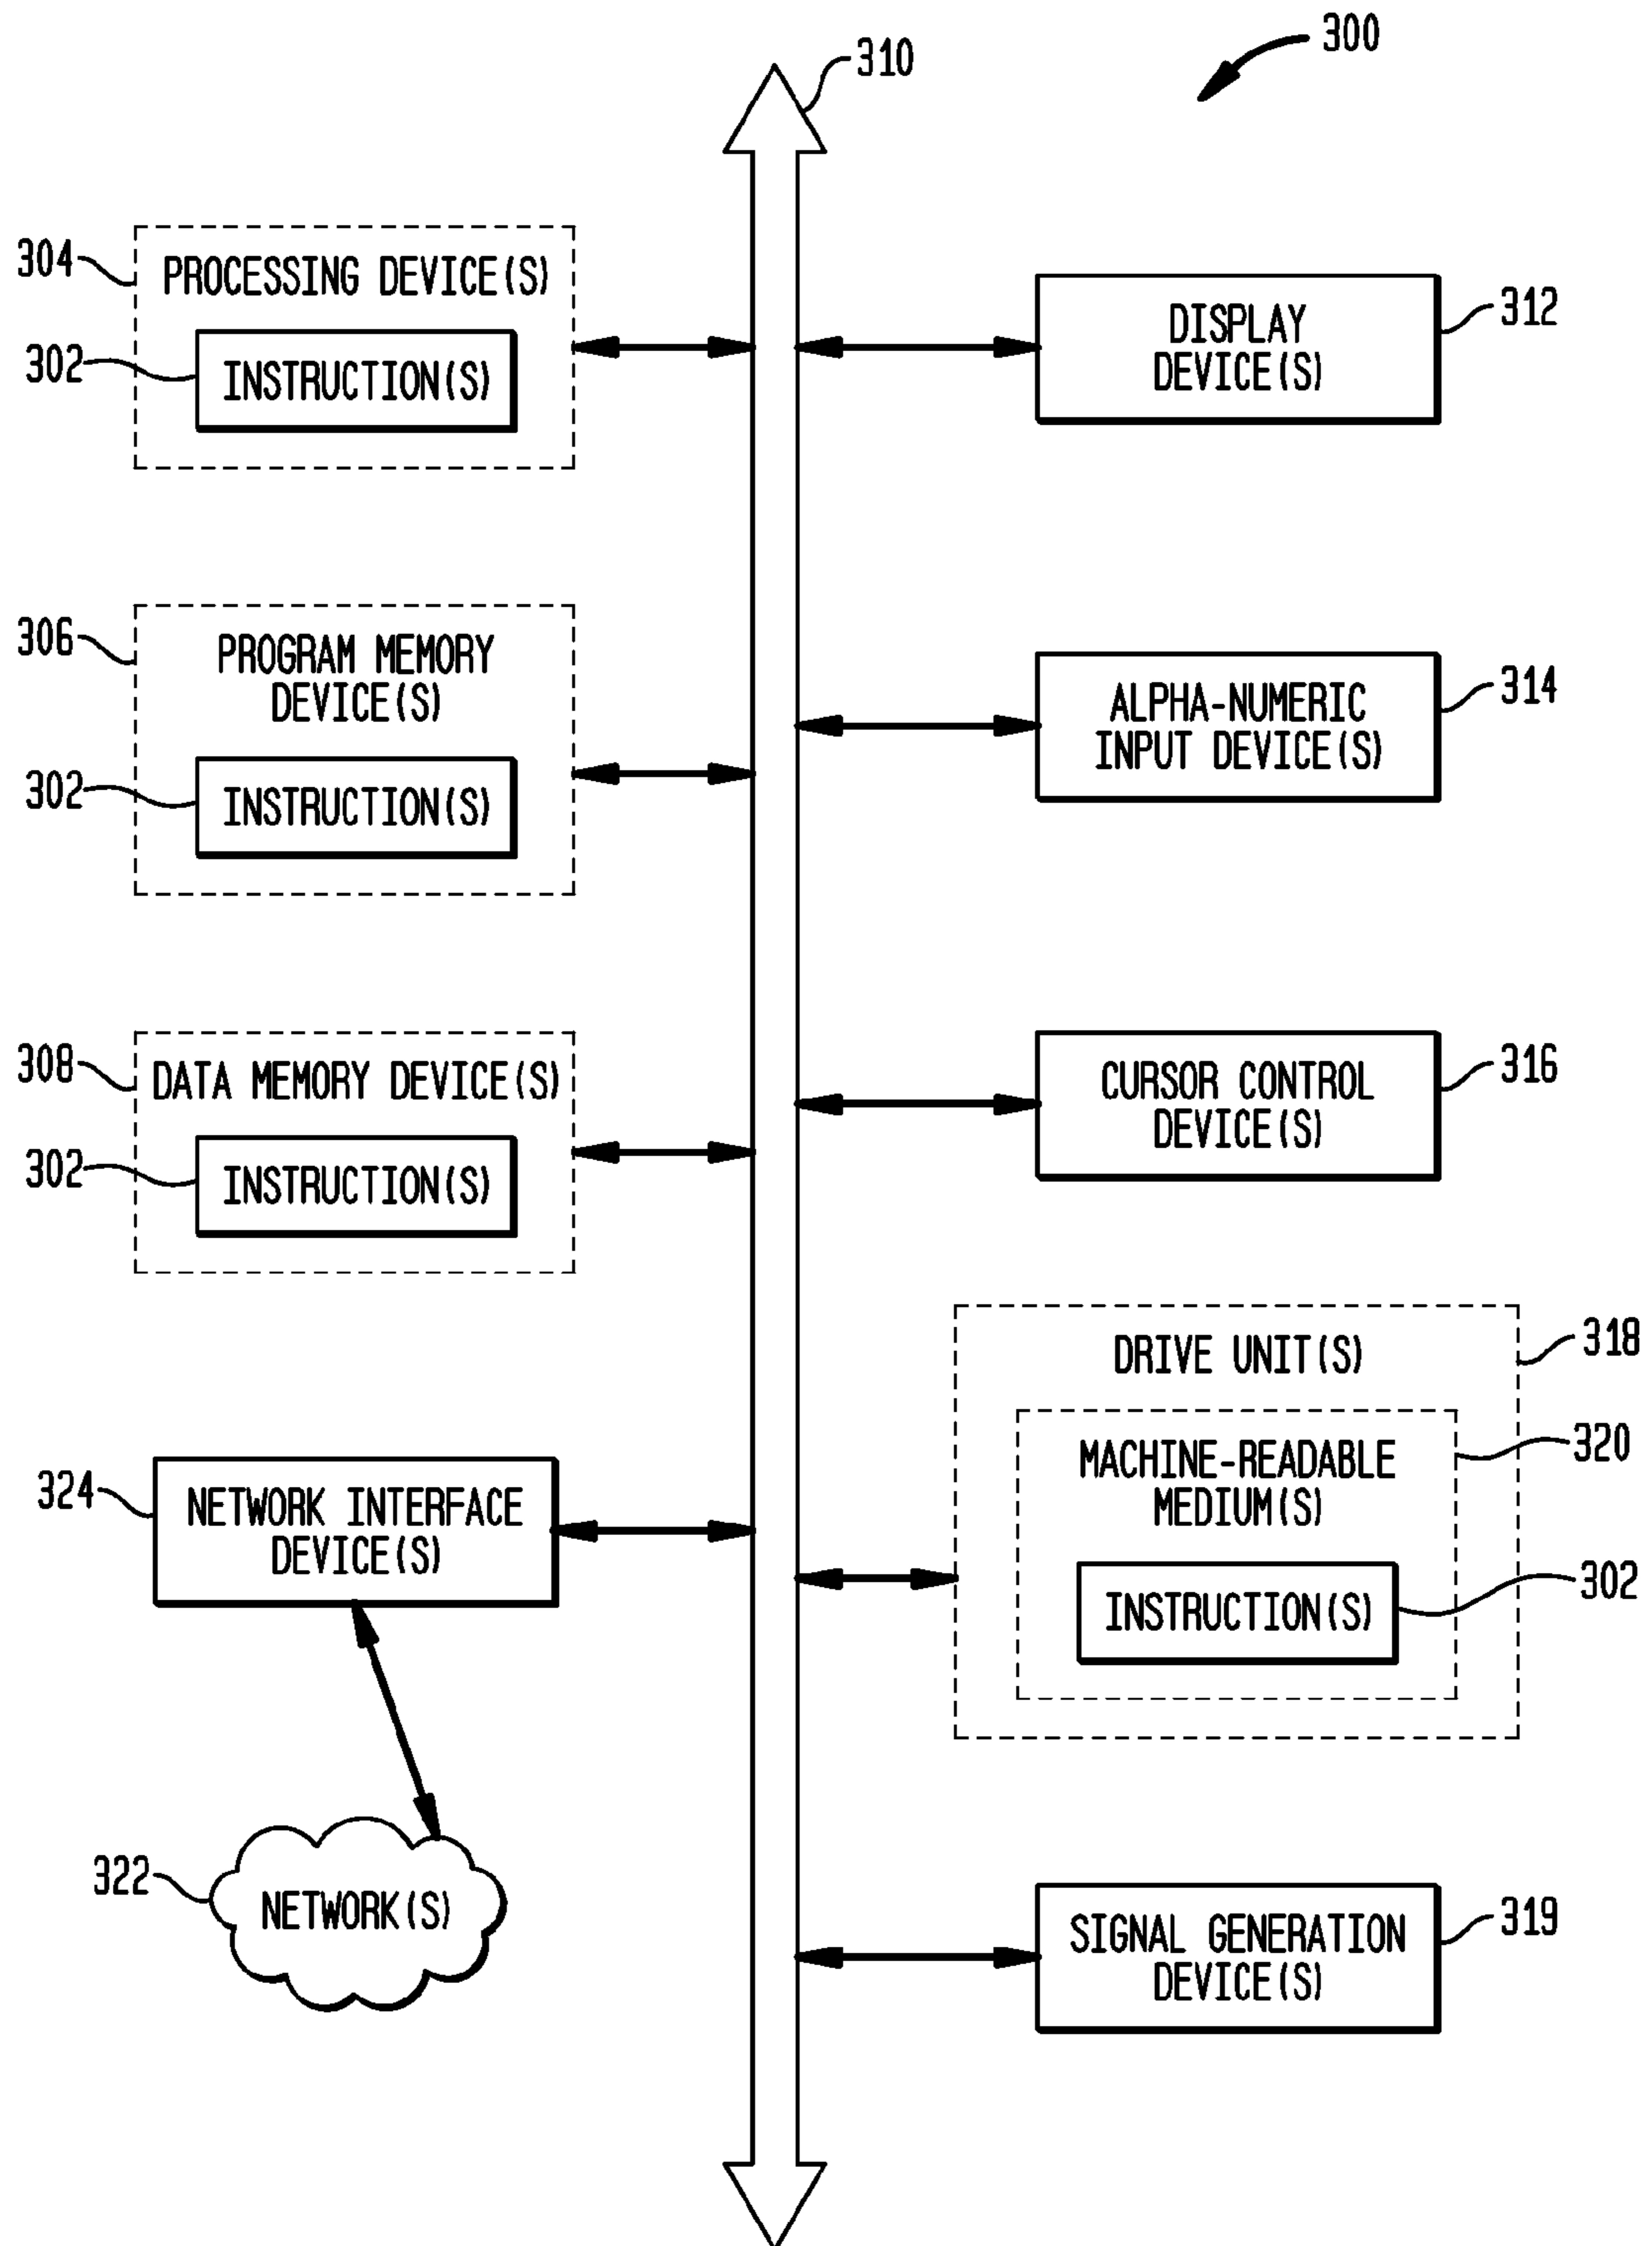 300
310
304
PROCESSING DEVICE(S)
302
INSTRUCTION(S)
312
DISPLAY
DEVICE(S)
306
PROGRAM MEMORY
DEVICE(S)
302
INSTRUCTION(S)
314
ALPHA-NUMERIC
INPUT DEVICE(S)
308
DATA MEMORY DEVICE(S)
302
INSTRUCTION(S)
316
CURSOR CONTROL
DEVICE(S)
318
DRIVE UNIT(S)
320
MACHINE-READABLE
MEDIUM(S)
302
INSTRUCTION(S)
324
NETWORK INTERFACE
DEVICE(S)
322
NETWORK(S)
319
SIGNAL GENERATION
DEVICE(S)